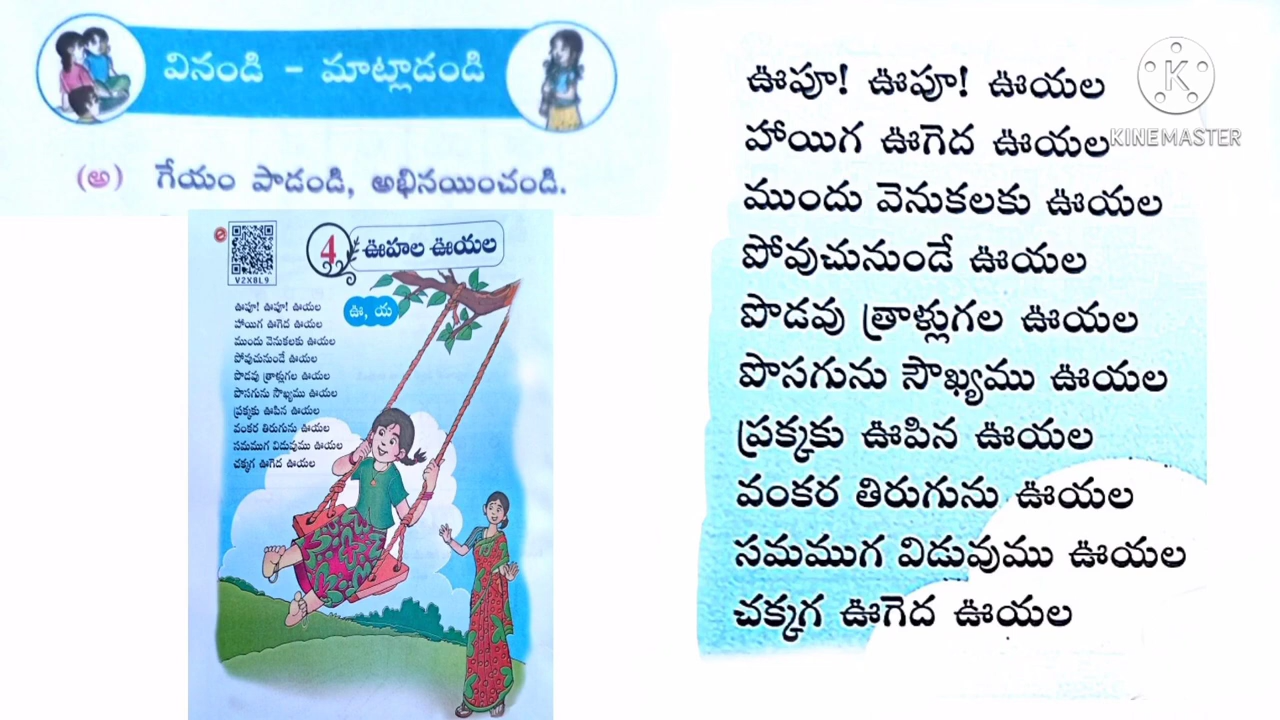 వినండి - మాట్లాడండి
(అ) గేయం పాడండి, అభినయించండి.
V2X8L9
4 ఊహల ఊయల
ఊ, య
ఊపూ! ఊపూ! ఊయల
హాయిగ ఊగెద ఊయల
ముందు వెనుకలకు ఊయల
పోవుచునుండే ఊయల
పొడవు త్రాళ్లుగల ఊయల
పొసగును సౌఖ్యము ఊయల
ప్రక్కకు ఊపిన ఊయల
వంకర తిరుగును ఊయల
సమముగ విడువుము ఊయల
చక్కగ ఊగెద ఊయల
ఊపూ! ఊపూ! ఊయల
హాయిగ ఊగెద ఊయల
ముందు వెనుకలకు ఊయల
పోవుచునుండే ఊయల
పొడవు త్రాళ్లుగల ఊయల
పొసగును సౌఖ్యము ఊయల
ప్రక్కకు ఊపిన ఊయల
వంకర తిరుగును ఊయల
సమముగ విడువుము ఊయల
చక్కగ ఊగెద ఊయల
K
KINEMASTER